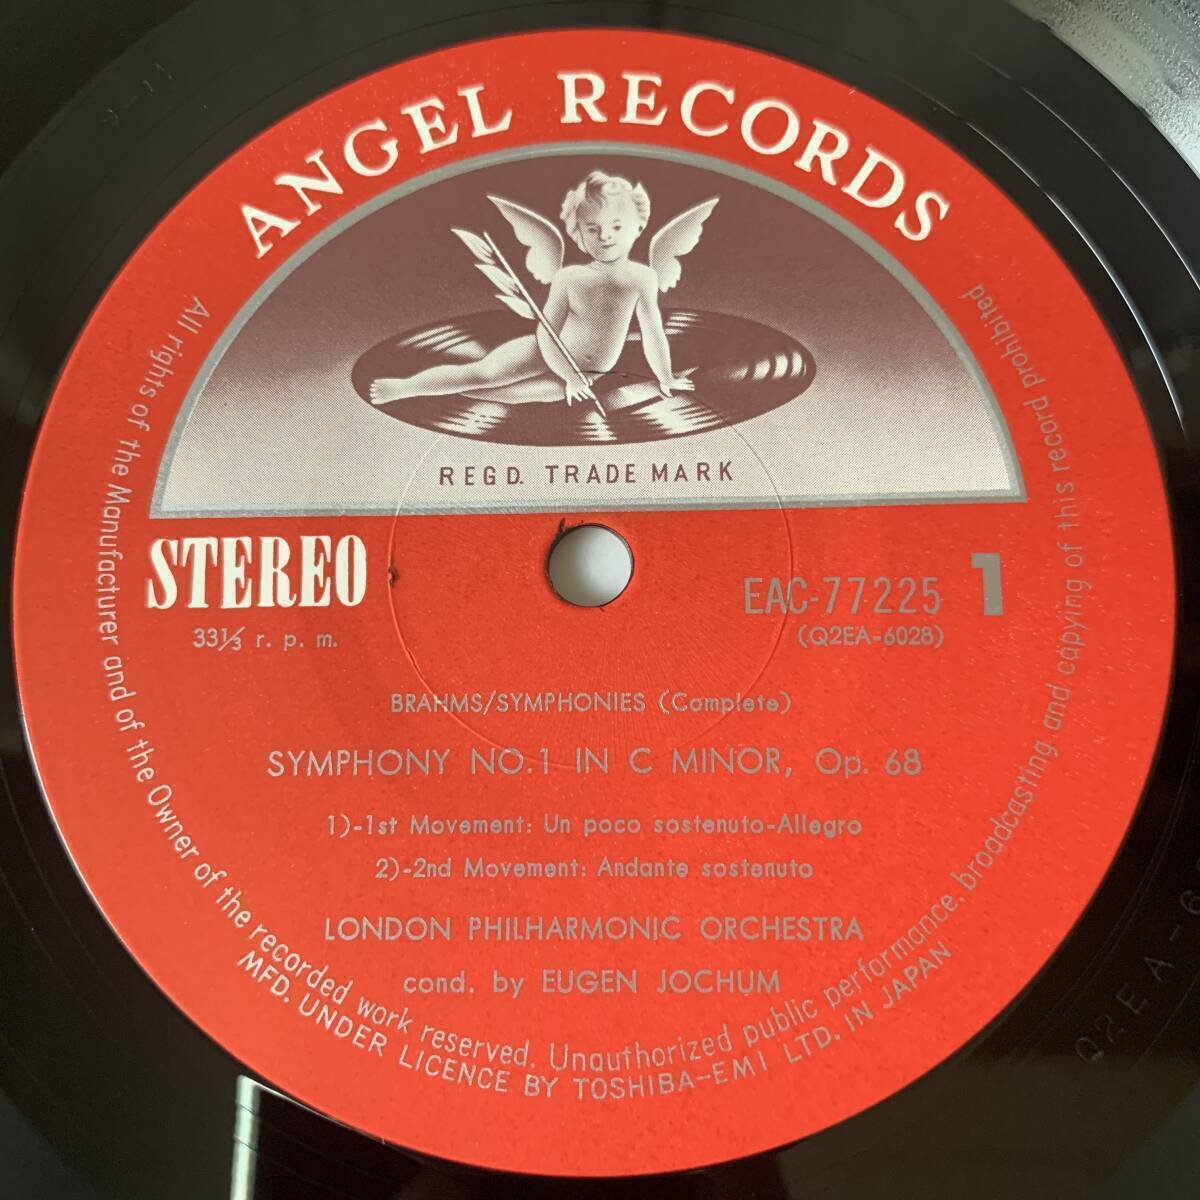 ANGEL RECORDS
REGD. TRADE MARK
STEREO
33⅓ r. p. m.
EAC-77225 1
(Q2EA-6028)
BRAHMS/SYMPHONIES (Complete)
SYMPHONY NO.1 IN C MINOR, Op. 68
1)-1st Movement: Un poco sostenuto-Allegro
2)-2nd Movement: Andante sostenuto
LONDON PHILHARMONIC ORCHESTRA
cond. by EUGEN JOCHUM
All rights of the Manufacturer and of the Owner of the recorded work reserved. Unauthorized public performance, broadcasting, and copying of this record prohibited
MFD. UNDER LICENCE BY TOSHIBA-EMI LTD. IN JAPAN
Q2EA-6